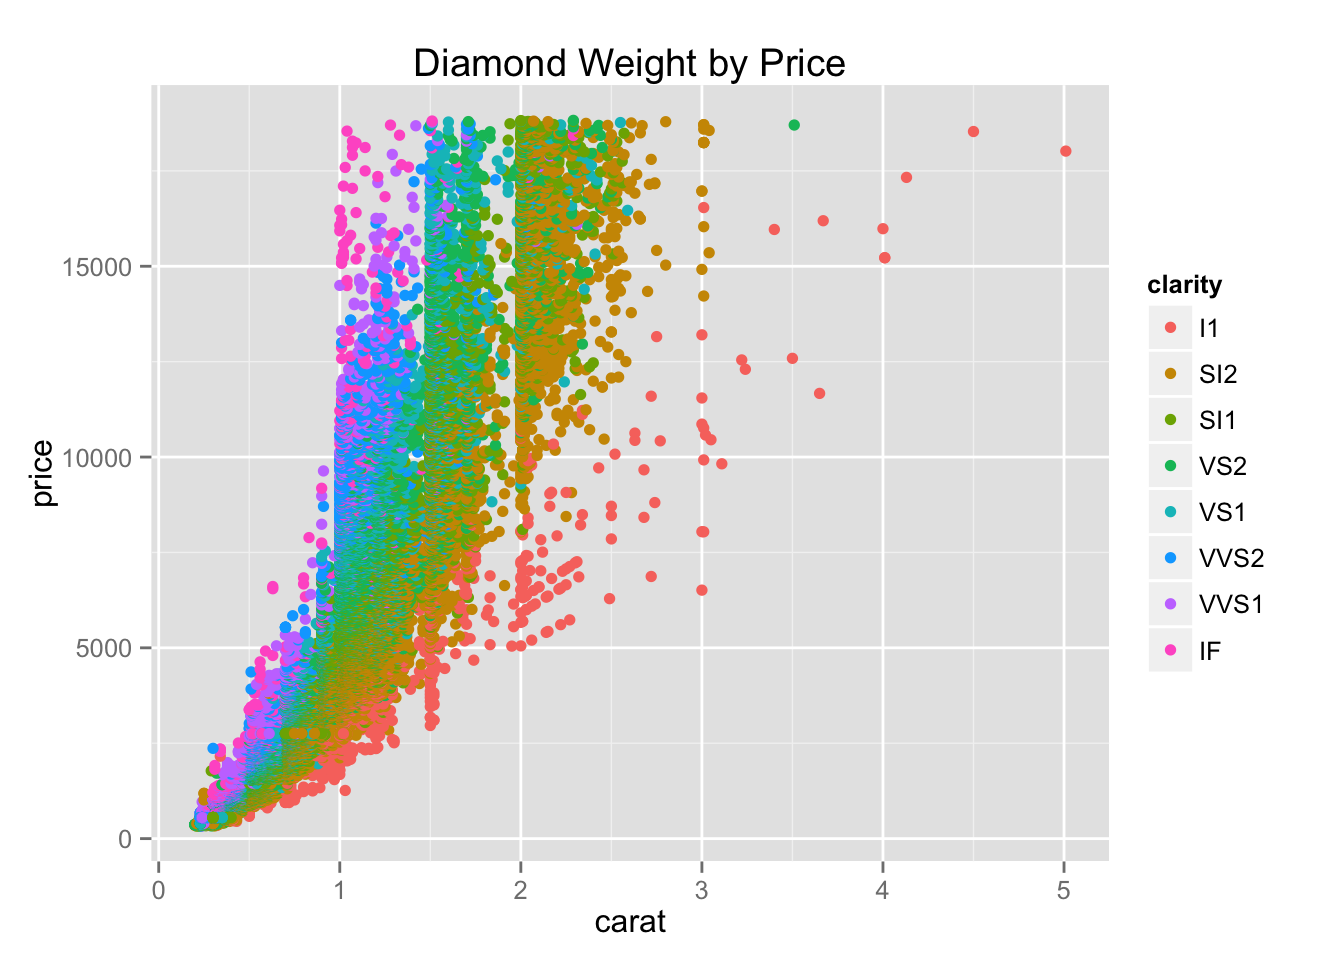 Diamond Weight by Price
price
15000
10000
5000
0
0 1 2 3 4 5
carat
clarity
I1
SI2
SI1
VS2
VS1
VVS2
VVS1
IF